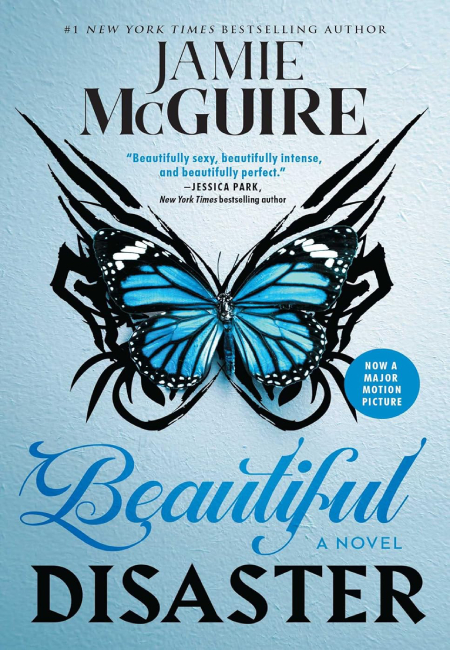 #1 NEW YORK TIMES BESTSELLING AUTHOR
JAMIE
McGUIRE
“Beautifully sexy, beautifully intense,
and beautifully perfect.”
—JESSICA PARK,
New York Times bestselling author
NOW A
MAJOR
MOTION
PICTURE
Beautiful
A NOVEL
DISASTER